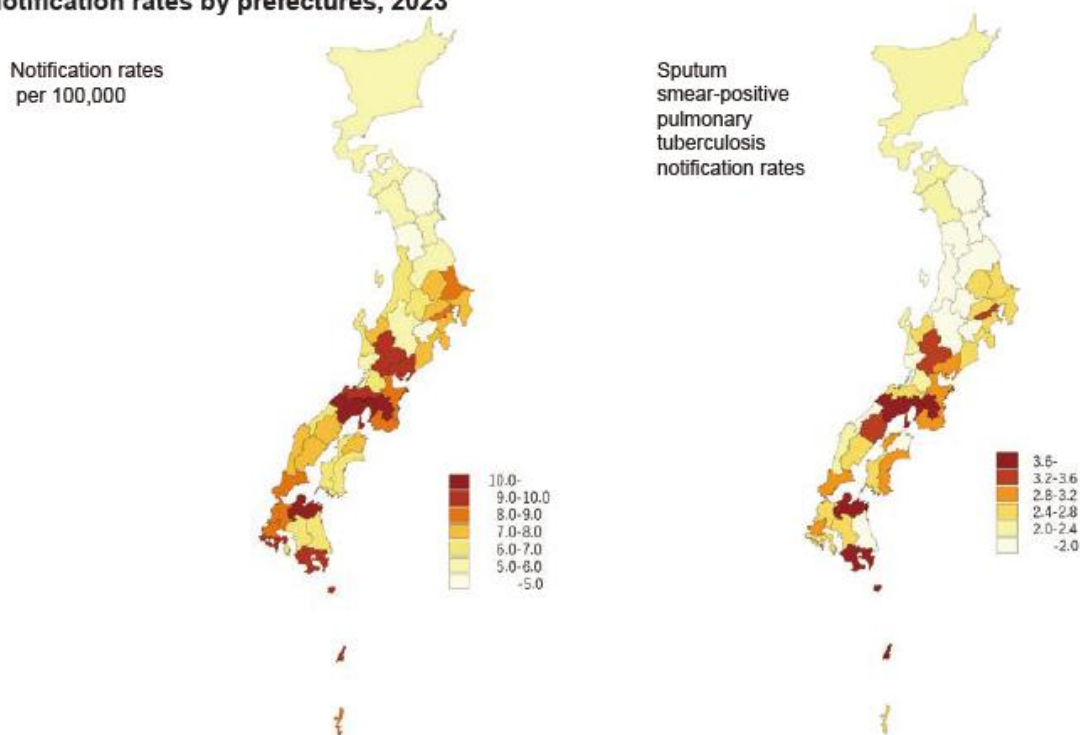 notification rates by prefectures, 2023
Notification rates
per 100,000
Sputum
smear-positive
pulmonary
tuberculosis
notification rates
10.0-
9.0-10.0
8.0-9.0
7.0-8.0
6.0-7.0
5.0-6.0
-5.0
3.6-
3.2-3.6
2.8-3.2
2.4-2.8
2.0-2.4
-2.0